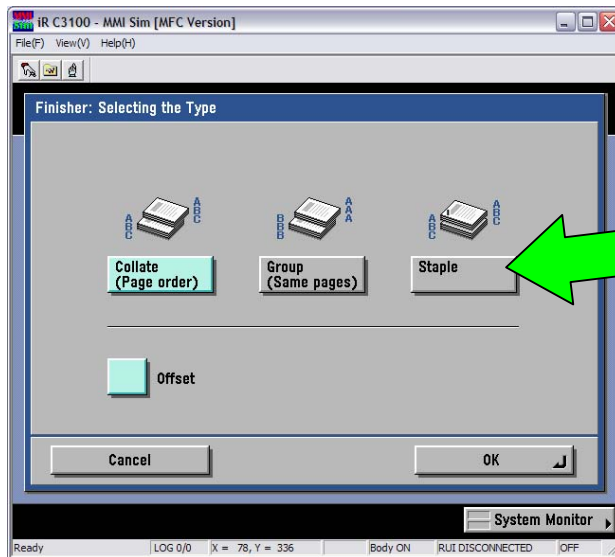 iR C3100 - MMI Sim [MFC Version]
File(F) View(V) Help(H)
Finisher: Selecting the Type
A B C
A B C
B B B
A A A
A B C
A B C
Collate
(Page order)
Group
(Same pages)
Staple
Offset
Cancel
OK
System Monitor
Ready LOG 0/0 X = 78, Y = 336 Body ON RUI DISCONNECTED OFF